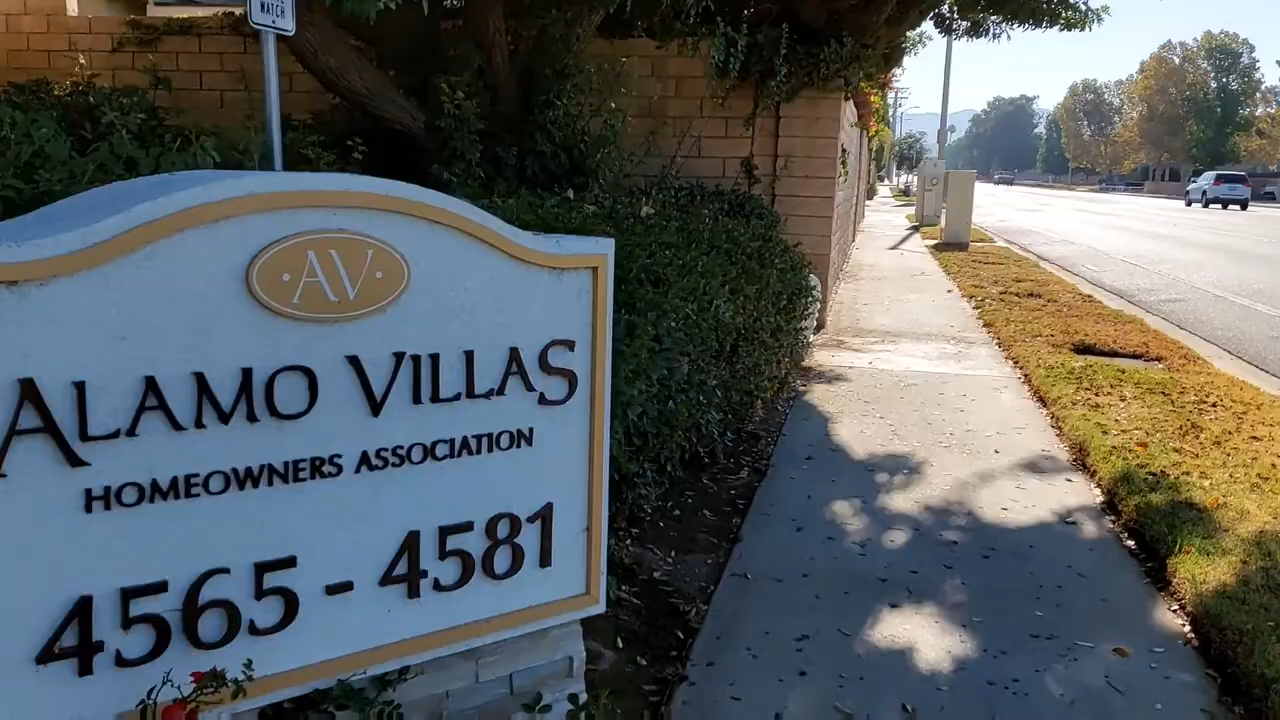 WATCH
·AV·
ALAMO VILLAS
HOMEOWNERS ASSOCIATION
4565 - 4581